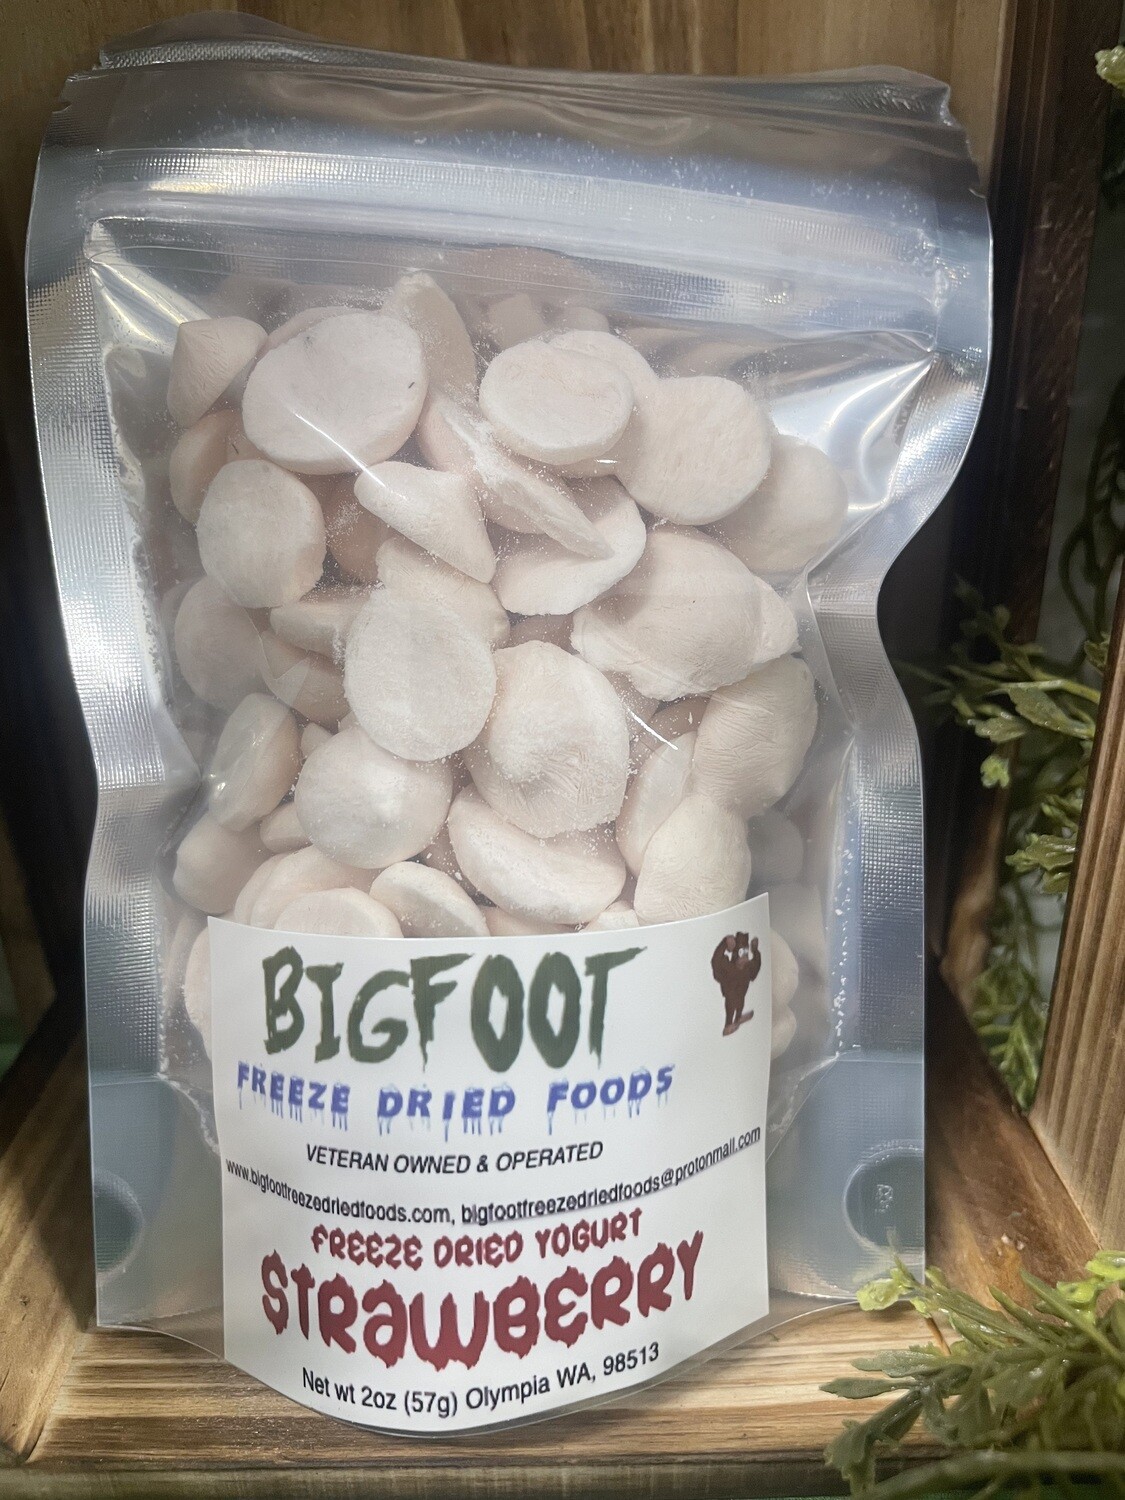 BIGFOOT
FREEZE DRIED FOODS
VETERAN OWNED & OPERATED
www.bigfootfreezedriedfoods.com, bigfootfreezedriedfoods@protonmail.com
FREEZE DRIED YOGURT
STRAWBERRY
Net wt 2oz (57g) Olympia WA, 98513